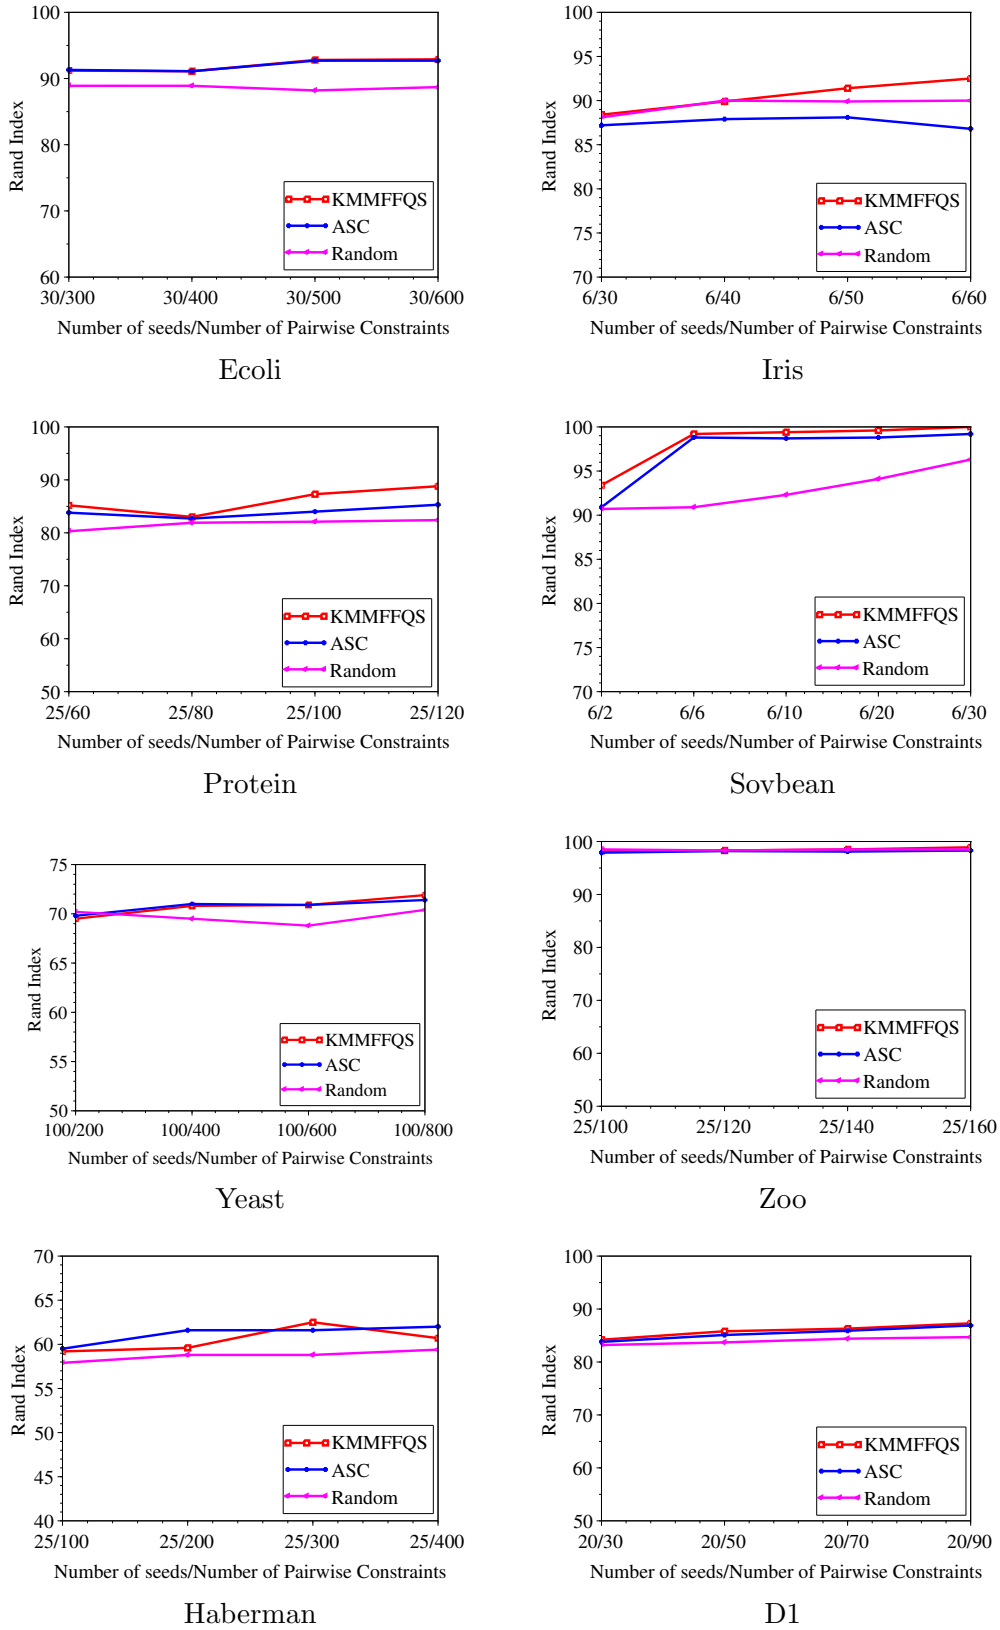 100
90
80
70
60
Rand Index
KMMFFQS
ASC
Random
30/300 30/400 30/500 30/600
Number of seeds/Number of Pairwise Constraints
Ecoli
100
95
90
85
80
75
70
Rand Index
KMMFFQS
ASC
Random
6/30 6/40 6/50 6/60
Number of seeds/Number of Pairwise Constraints
Iris
100
90
80
70
60
50
Rand Index
KMMFFQS
ASC
Random
25/60 25/80 25/100 25/120
Number of seeds/Number of Pairwise Constraints
Protein
100
95
90
85
80
75
70
Rand Index
KMMFFQS
ASC
Random
6/2 6/6 6/10 6/20 6/30
Number of seeds/Number of Pairwise Constraints
Sovbean
75
70
65
60
55
50
Rand Index
KMMFFQS
ASC
Random
100/200 100/400 100/600 100/800
Number of seeds/Number of Pairwise Constraints
Yeast
100
90
80
70
60
50
Rand Index
KMMFFQS
ASC
Random
25/100 25/120 25/140 25/160
Number of seeds/Number of Pairwise Constraints
Zoo
70
65
60
55
50
45
40
Rand Index
KMMFFQS
ASC
Random
25/100 25/200 25/300 25/400
Number of seeds/Number of Pairwise Constraints
Haberman
100
90
80
70
60
50
Rand Index
KMMFFQS
ASC
Random
20/30 20/50 20/70 20/90
Number of seeds/Number of Pairwise Constraints
D1